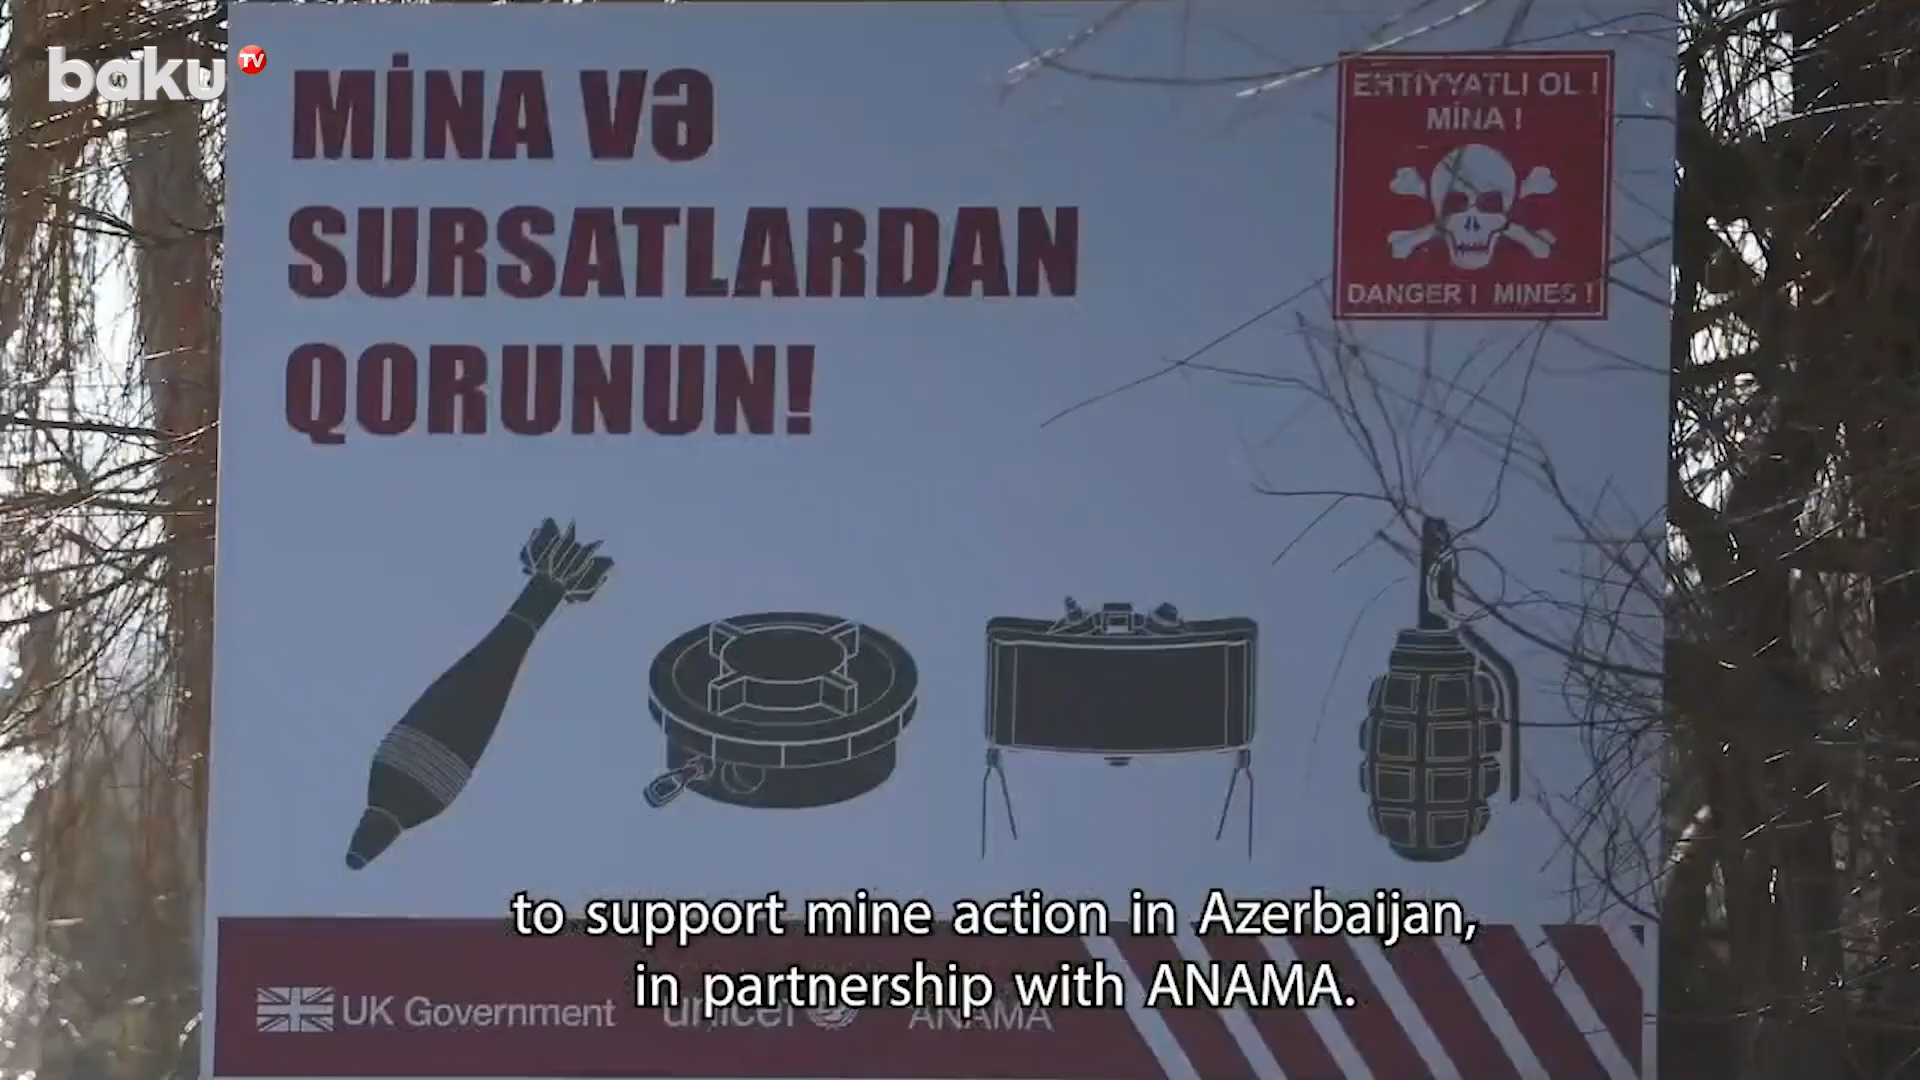 baku TV
MİNA VƏ
SURSATLARDAN
QORUNUN!
EHTİYYATLI OL !
MİNA !
DANGER ! MINES !
to support mine action in Azerbaijan,
in partnership with ANAMA.
UK Government unicef ANAMA